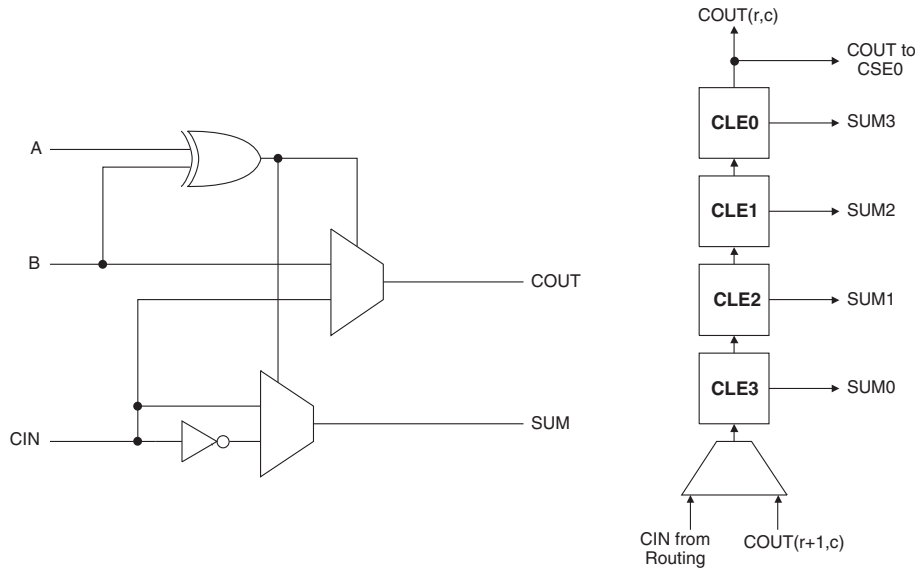 A
B
CIN
COUT
SUM
COUT(r,c)
COUT to
CSE0
CLE0
SUM3
CLE1
SUM2
CLE2
SUM1
CLE3
SUM0
CIN from
Routing
COUT(r+1,c)